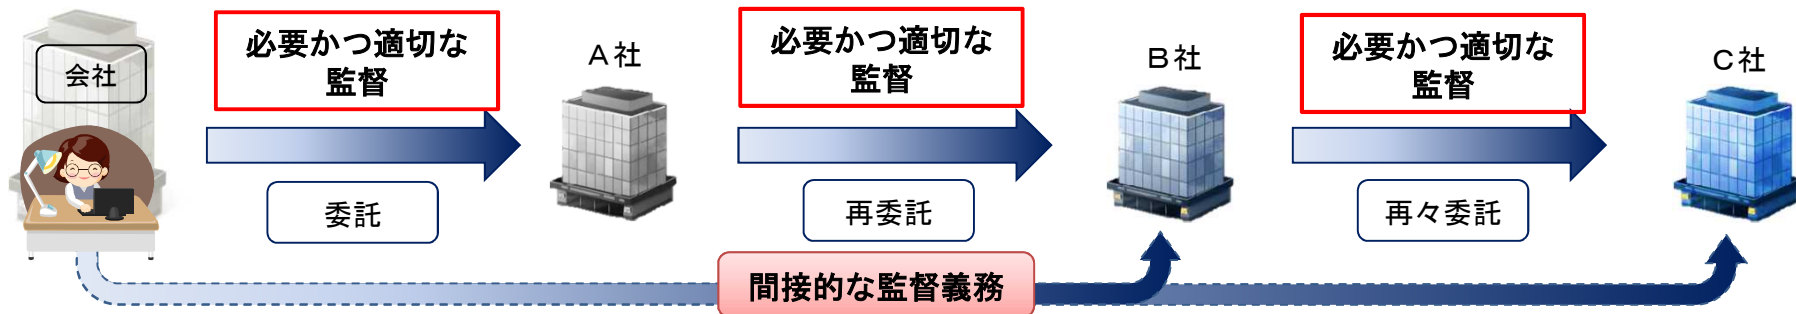 会社
必要かつ適切な
監督
A社
必要かつ適切な
監督
B社
必要かつ適切な
監督
C社
委託
再委託
再々委託
間接的な監督義務